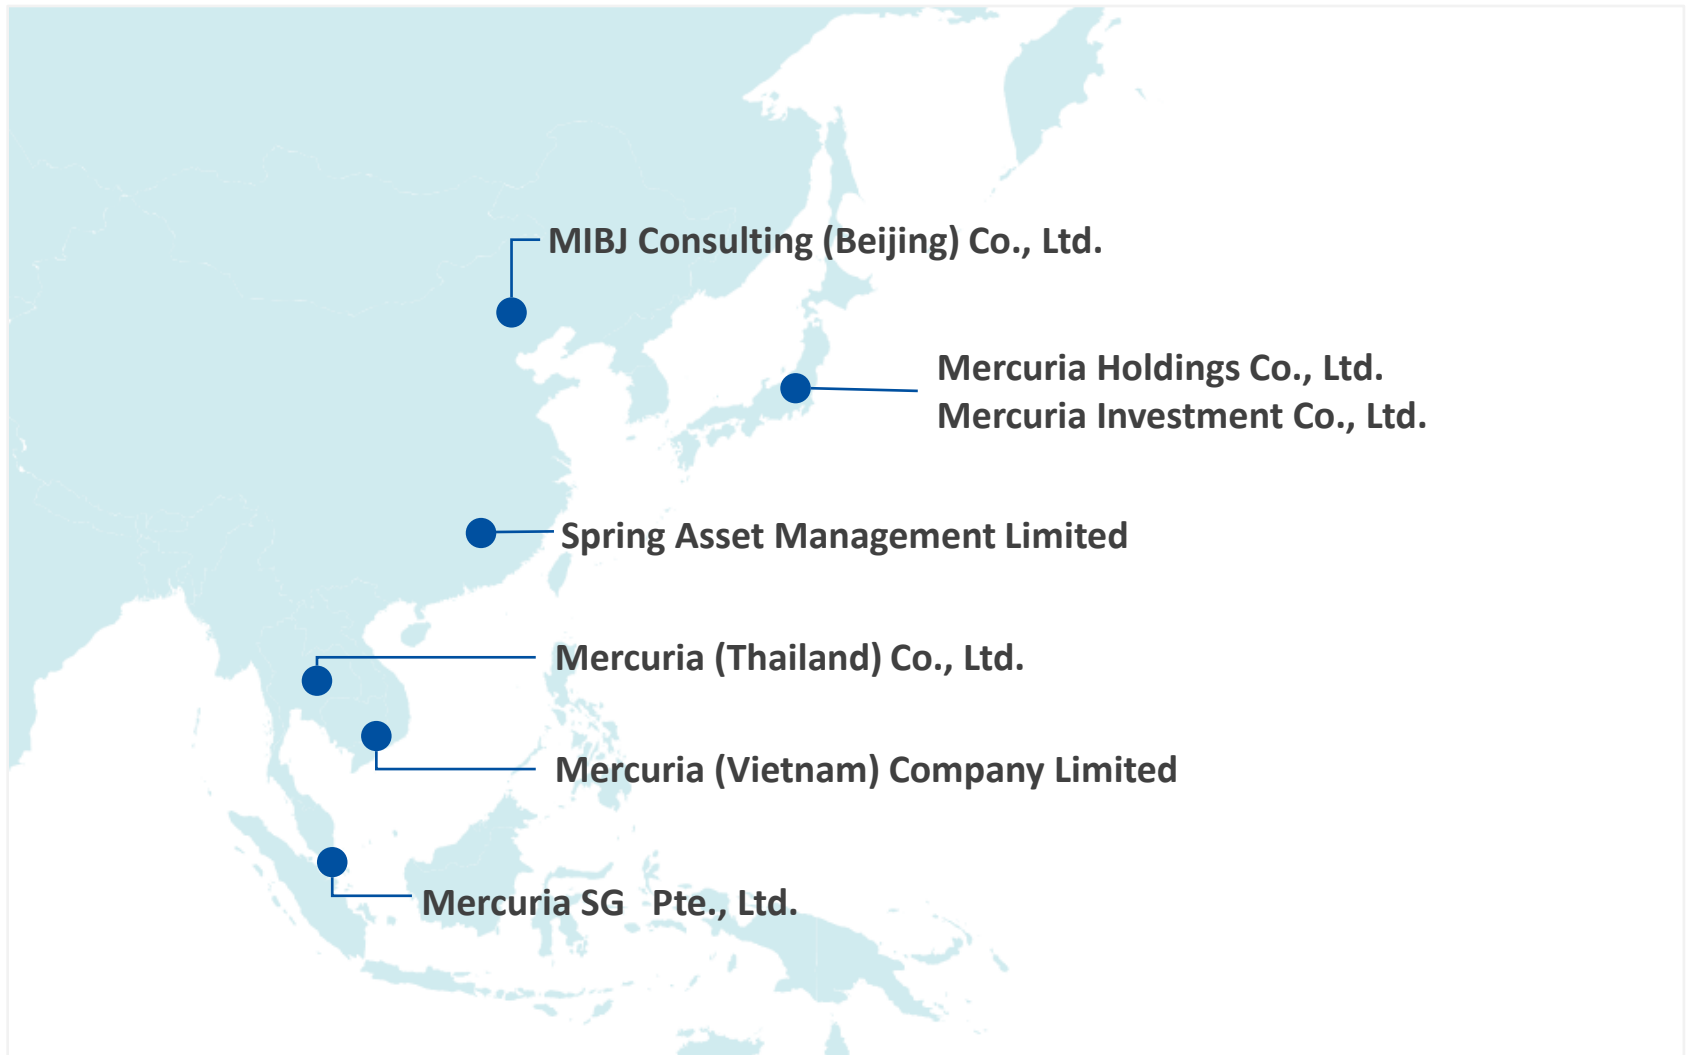 MIBJ Consulting (Beijing) Co., Ltd.
Mercuria Holdings Co., Ltd.
Mercuria Investment Co., Ltd.
Spring Asset Management Limited
Mercuria (Thailand) Co., Ltd.
Mercuria (Vietnam) Company Limited
Mercuria SG Pte., Ltd.